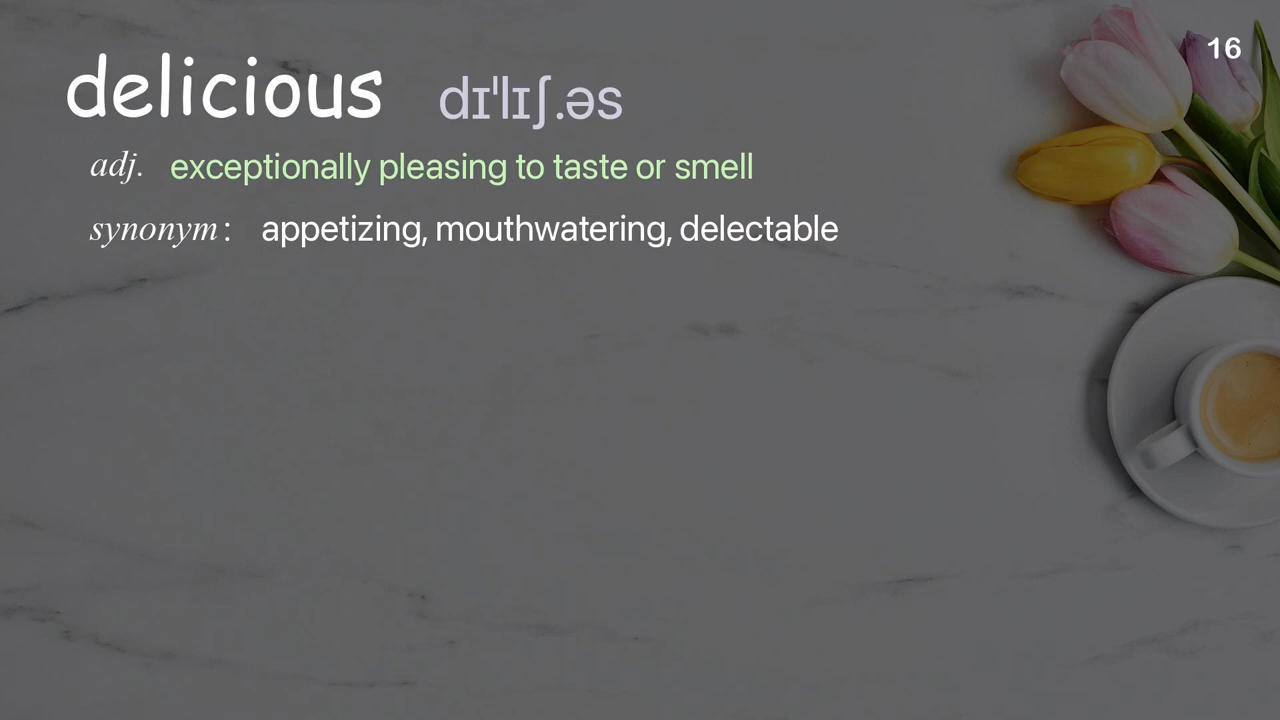 16
delicious dɪˈlɪʃ.əs
adj. exceptionally pleasing to taste or smell
synonym : appetizing, mouthwatering, delectable